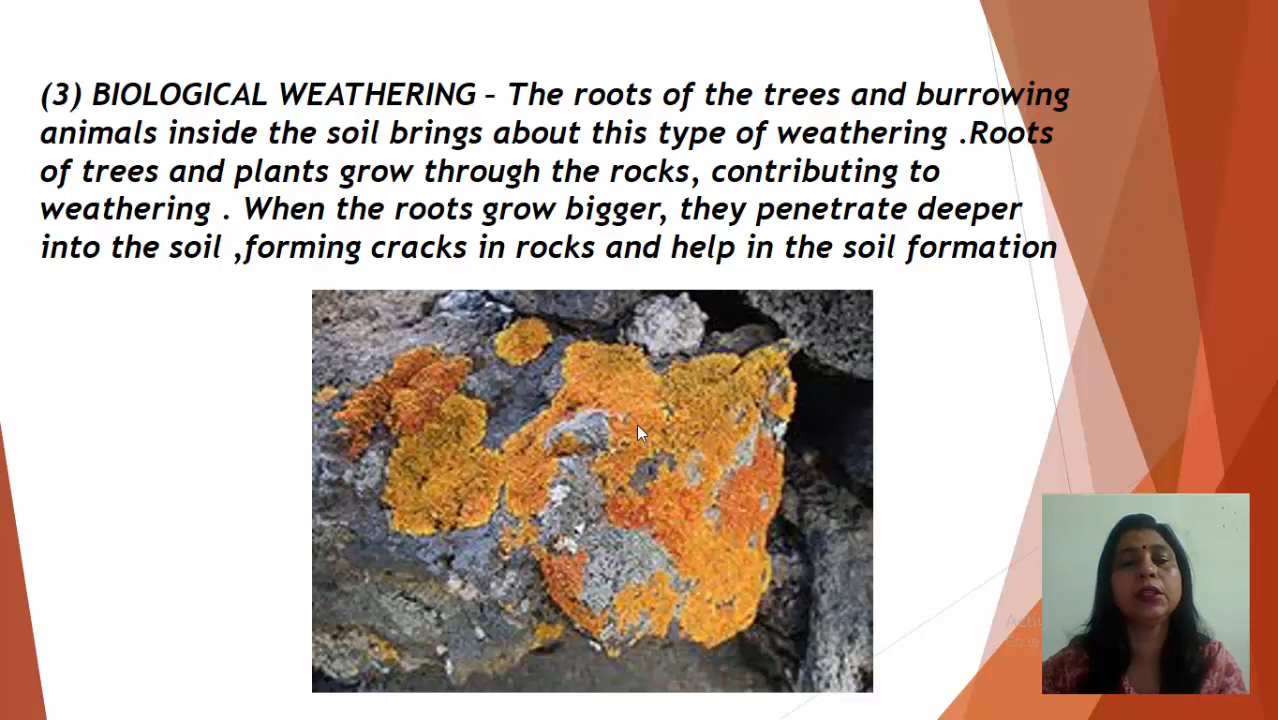 (3) BIOLOGICAL WEATHERING – The roots of the trees and burrowing
animals inside the soil brings about this type of weathering .Roots
of trees and plants grow through the rocks, contributing to
weathering . When the roots grow bigger, they penetrate deeper
into the soil ,forming cracks in rocks and help in the soil formation